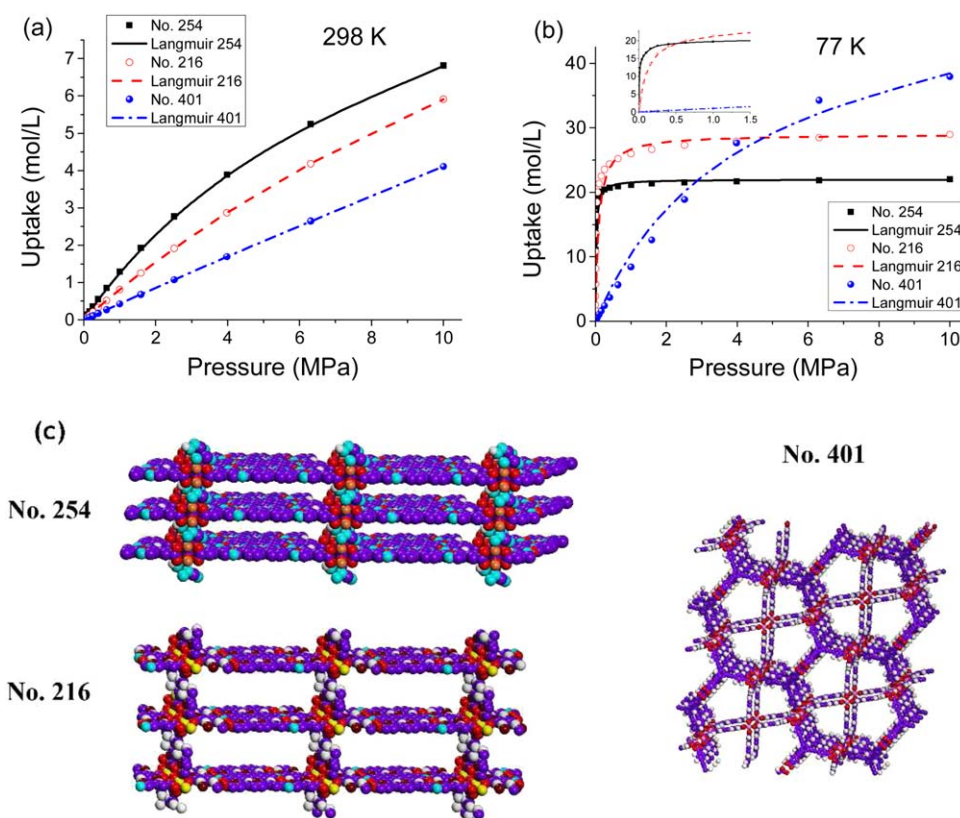 (a)
No. 254
Langmuir 254
No. 216
Langmuir 216
No. 401
Langmuir 401
298 K
Uptake (mol/L)
7
6
5
4
3
2
1
0
0 2 4 6 8 10
Pressure (MPa)
(b)
77 K
20
15
10
5
0
0.0 0.5 1.0 1.5
Uptake (mol/L)
40
30
20
10
0
No. 254
Langmuir 254
No. 216
Langmuir 216
No. 401
Langmuir 401
0 2 4 6 8 10
Pressure (MPa)
(c)
No. 254
No. 216
No. 401